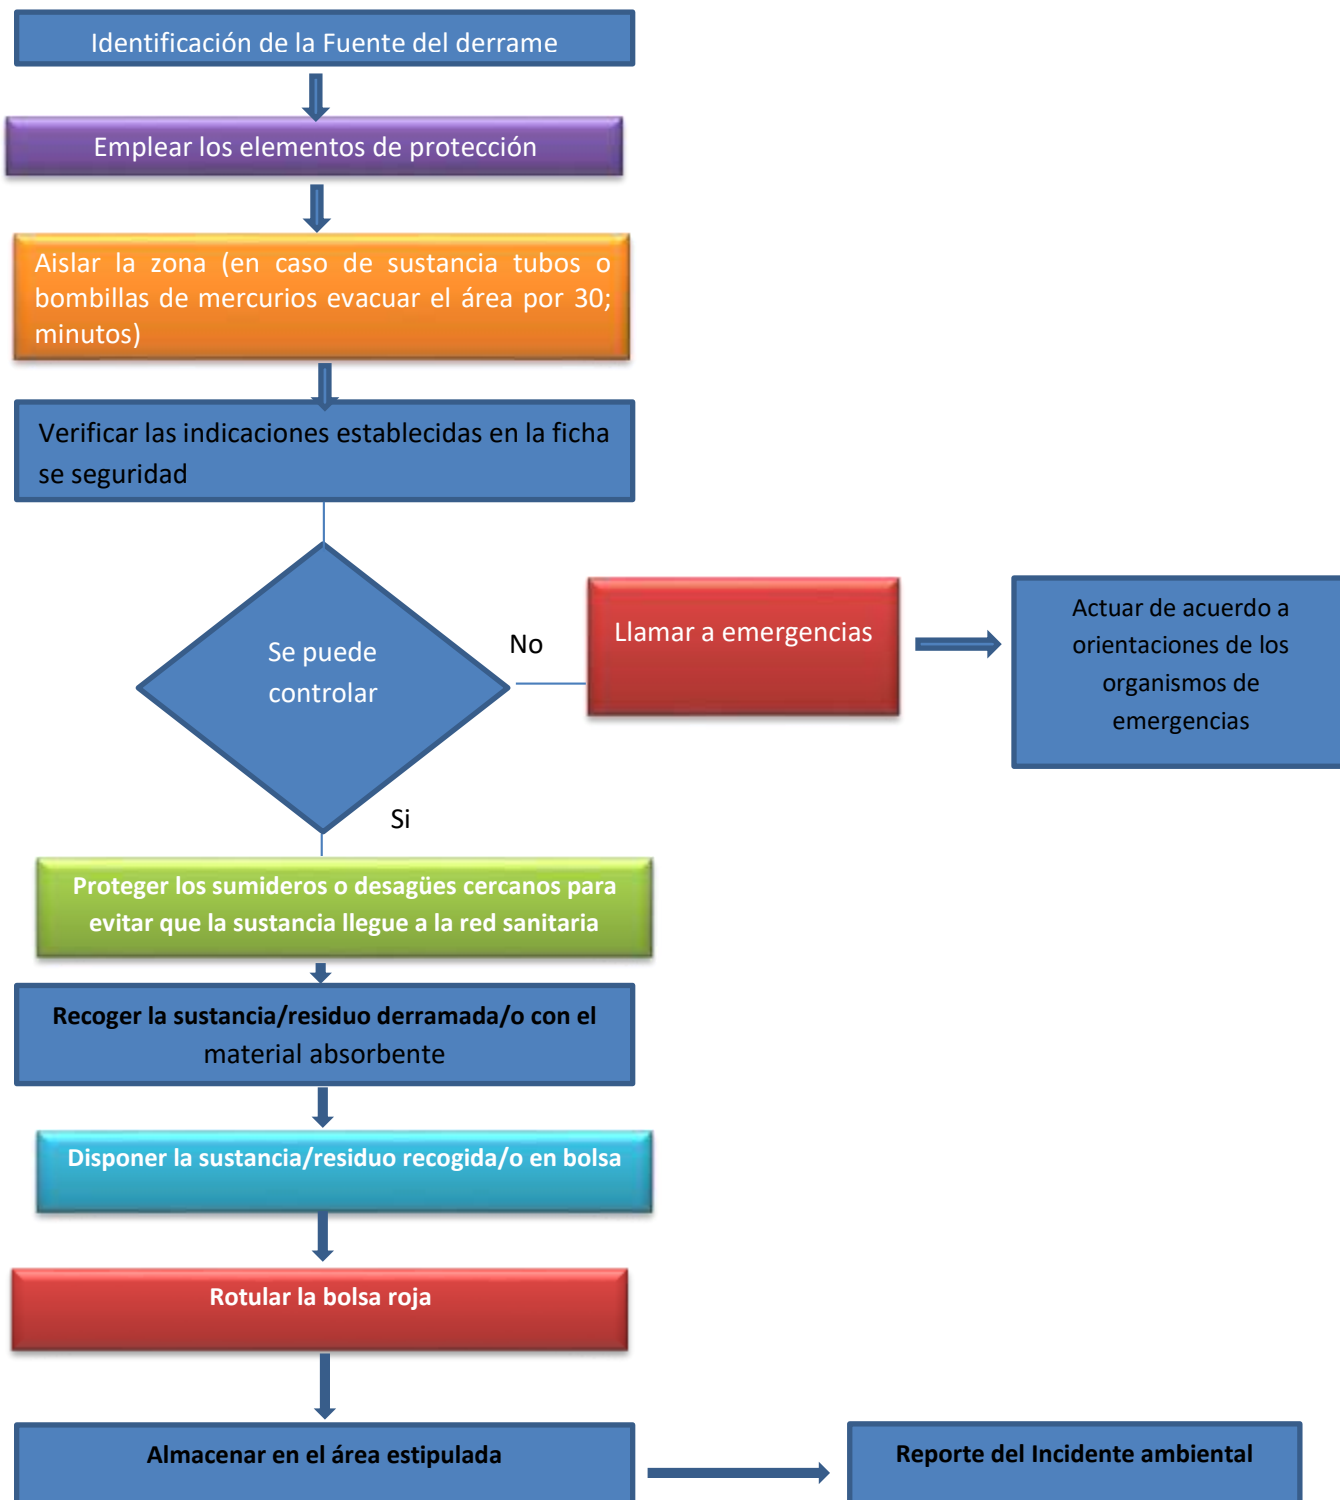 Identificación de la Fuente del derrame
Emplear los elementos de protección
Aislar la zona (en caso de sustancia tubos o
bombillas de mercurios evacuar el área por 30;
minutos)
Verificar las indicaciones establecidas en la ficha
se seguridad
Se puede
controlar
No
Llamar a emergencias
Actuar de acuerdo a
orientaciones de los
organismos de
emergencias
Si
Proteger los sumideros o desagües cercanos para
evitar que la sustancia llegue a la red sanitaria
Recoger la sustancia/residuo derramada/o con el
material absorbente
Disponer la sustancia/residuo recogida/o en bolsa
Rotular la bolsa roja
Almacenar en el área estipulada
Reporte del Incidente ambiental